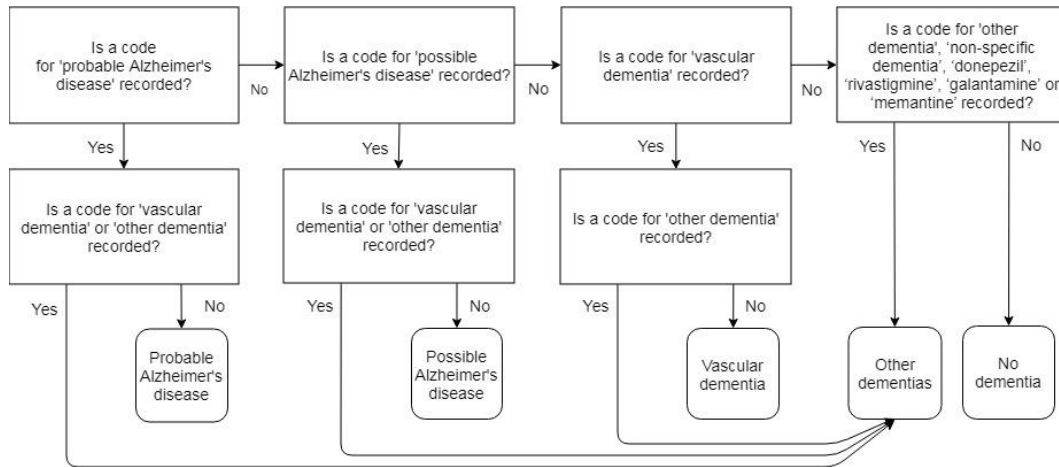 Is a code
for 'probable Alzheimer's
disease' recorded?
No
Is a code for 'possible
Alzheimer's disease' recorded?
No
Is a code for 'vascular
dementia' recorded?
No
Is a code for 'other
dementia', ‘non-specific
dementia’, ‘donepezil’,
‘rivastigmine’, ‘galantamine’ or
‘memantine’ recorded?
Yes
Yes
Yes
Yes
No
Is a code for 'vascular
dementia' or 'other dementia'
recorded?
Is a code for 'vascular
dementia' or 'other dementia'
recorded?
Is a code for 'other dementia'
recorded?
Yes
No
Yes
No
Yes
No
Probable
Alzheimer's
disease
Possible
Alzheimer's
disease
Vascular
dementia
Other
dementias
No
dementia